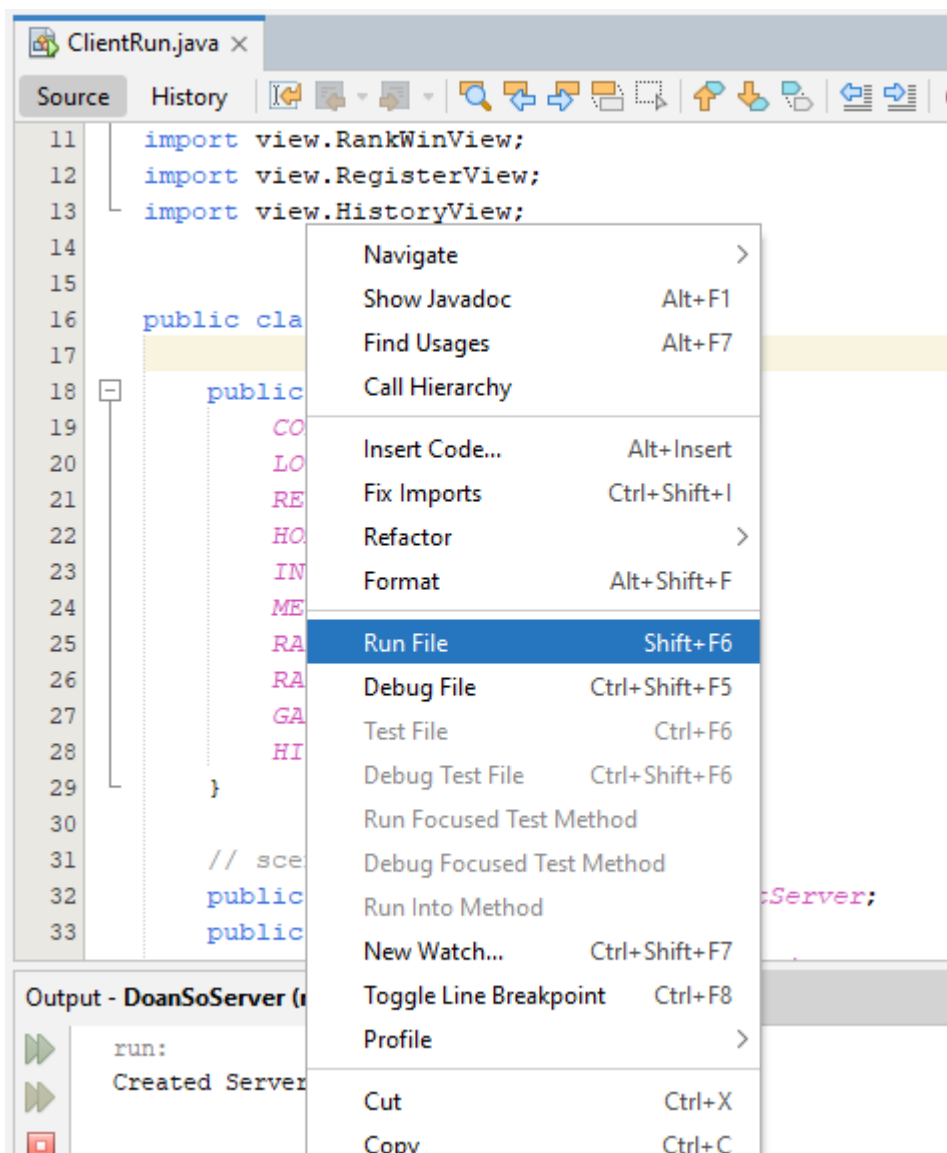 ClientRun.java ×
Source History
11 import view.RankWinView;
12 import view.RegisterView;
13 import view.HistoryView;
14
15
16 public cla
17
18 public
19 CO
20 LO
21 RE
22 HO
23 IN
24 ME
25 RA
26 RA
27 GA
28 HI
29 }
30
31 // sce
32 public tServer;
33 public
Navigate >
Show Javadoc Alt+F1
Find Usages Alt+F7
Call Hierarchy
Insert Code... Alt+Insert
Fix Imports Ctrl+Shift+I
Refactor >
Format Alt+Shift+F
Run File Shift+F6
Debug File Ctrl+Shift+F5
Test File Ctrl+F6
Debug Test File Ctrl+Shift+F6
Run Focused Test Method
Debug Focused Test Method
Run Into Method
New Watch... Ctrl+Shift+F7
Toggle Line Breakpoint Ctrl+F8
Profile >
Cut Ctrl+X
Copy Ctrl+C
Output - DoanSoServer (
run:
Created Server